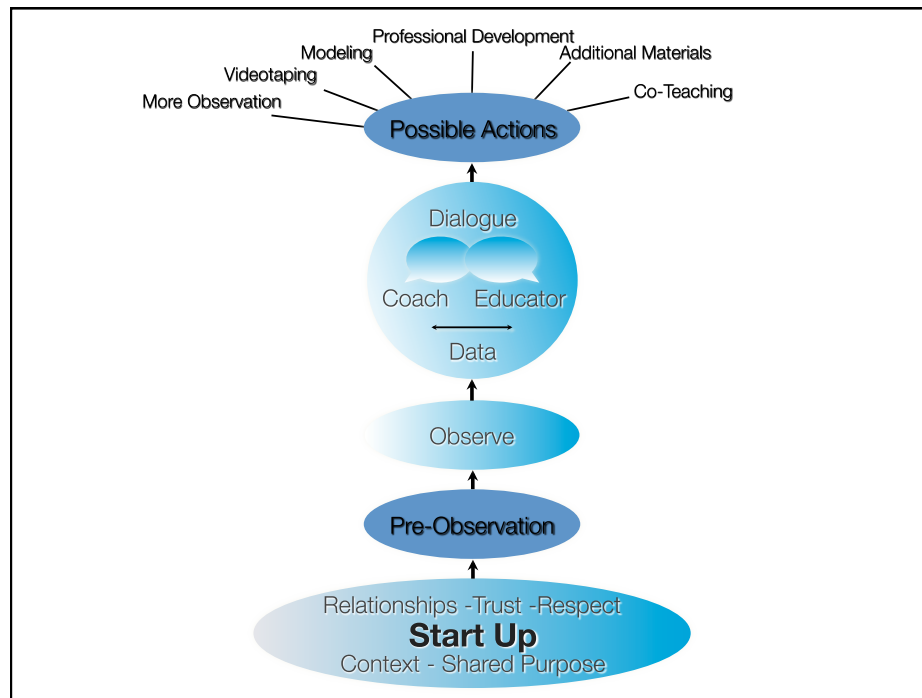 Professional Development
Modeling
Additional Materials
Videotaping
Co-Teaching
More Observation
Possible Actions
Dialogue
Coach
Educator
Data
Observe
Pre-Observation
Relationships -Trust -Respect
Start Up
Context - Shared Purpose